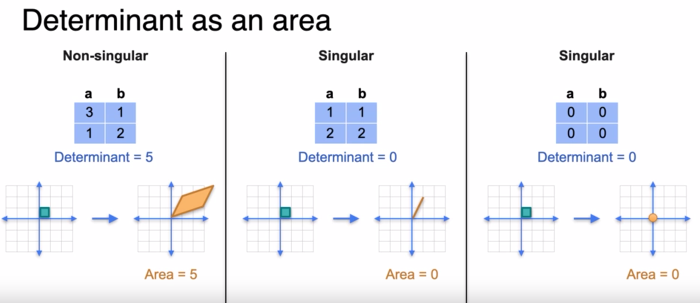 Determinant as an area
Non-singular
a b
3 1
1 2
Determinant = 5
Area = 5
Singular
a b
1 1
2 2
Determinant = 0
Area = 0
Singular
a b
0 0
0 0
Determinant = 0
Area = 0